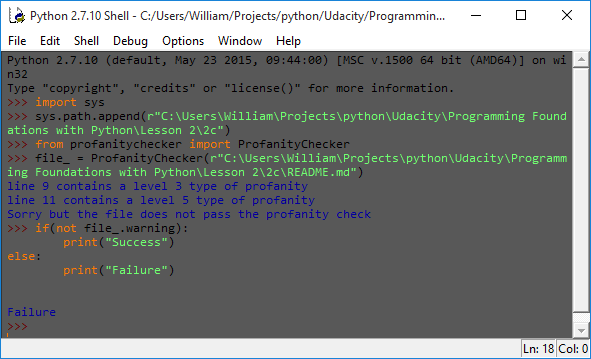 Python 2.7.10 Shell - C:/Users/William/Projects/python/Udacity/Programmin...
File Edit Shell Debug Options Window Help
Python 2.7.10 (default, May 23 2015, 09:44:00) [MSC v.1500 64 bit (AMD64)] on wi
n32
Type "copyright", "credits" or "license()" for more information.
>>> import sys
>>> sys.path.append(r"C:\Users\William\Projects\python\Udacity\Programming Found
ations with Python\Lesson 2\2c")
>>> from profanitychecker import ProfanityChecker
>>> file_ = ProfanityChecker(r"C:\Users\William\Projects\python\Udacity\Programm
ing Foundations with Python\Lesson 2\2c\README.md")
line 9 contains a level 3 type of profanity
line 11 contains a level 5 type of profanity
Sorry but the file does not pass the profanity check
>>> if(not file_.warning):
        print("Success")
else:
        print("Failure")
Failure
>>>
Ln: 18 Col: 0